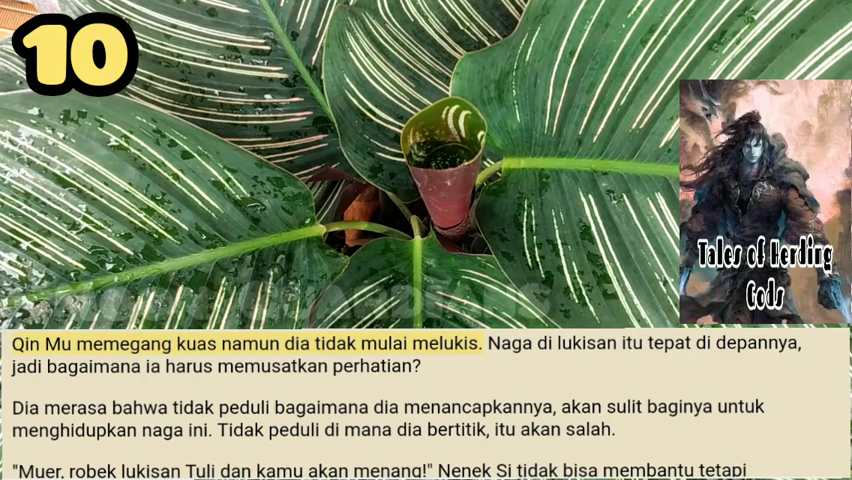 10
Tales of Herding
Gods
Qin Mu memegang kuas namun dia tidak mulai melukis. Naga di lukisan itu tepat di depannya,
jadi bagaimana ia harus memusatkan perhatian?
Dia merasa bahwa tidak peduli bagaimana dia menancapkannya, akan sulit baginya untuk
menghidupkan naga ini. Tidak peduli di mana dia bertitik, itu akan salah.
"Muer, robek lukisan Tuli dan kamu akan menang!" Nenek Si tidak bisa membantu tetapi